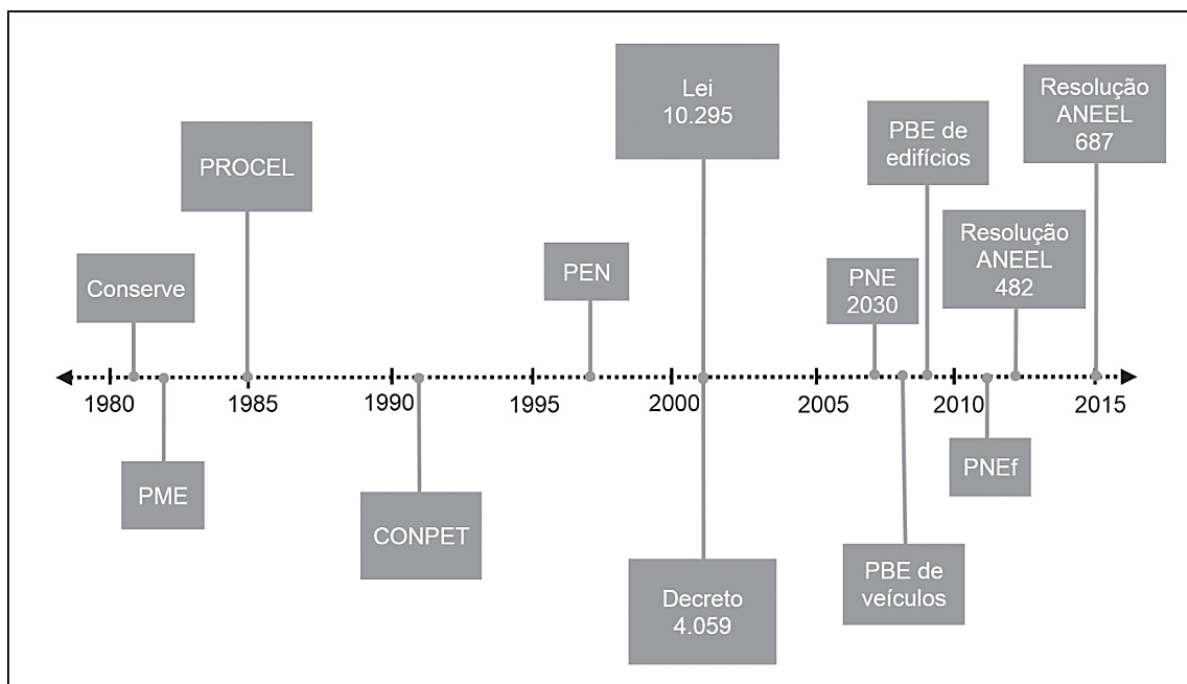 Lei
10.295
Resolução
ANEEL
687
PBE de
edifícios
PROCEL
Resolução
ANEEL
482
Conserve
PEN
PNE
2030
1980
1985
1990
1995
2000
2005
2010
2015
PME
CONPET
PNEf
Decreto
4.059
PBE de
veículos